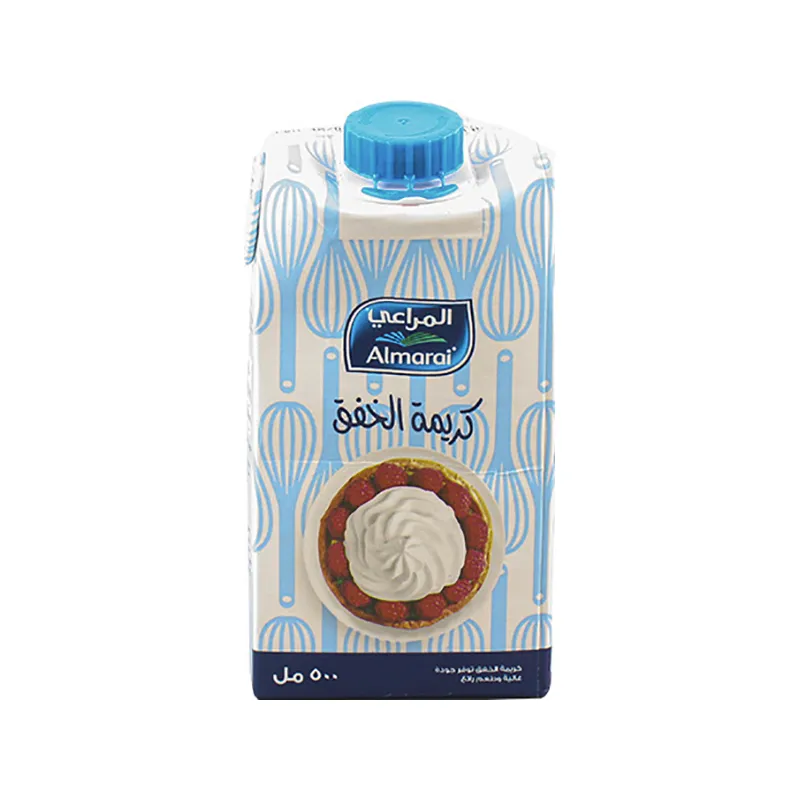 المراعي
Almarai
كريمة الخفق
كريمة الخفق توفر جودة
عالية وطعم رائع.
٥٠٠ مل